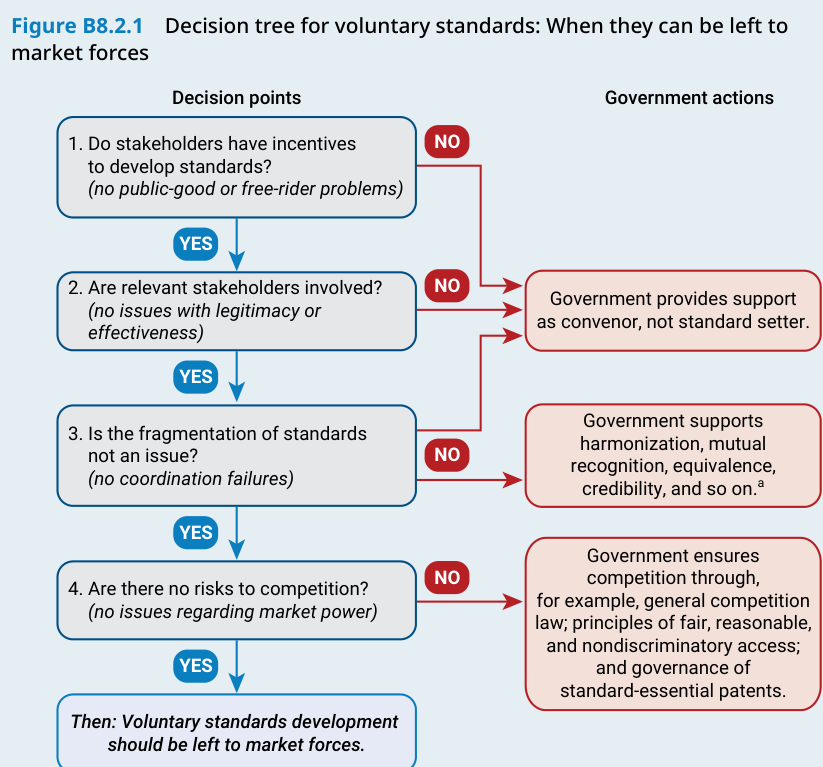 Figure B8.2.1 Decision tree for voluntary standards: When they can be left to
market forces
Decision points
Government actions
1. Do stakeholders have incentives
to develop standards?
(no public-good or free-rider problems)
NO
YES
2. Are relevant stakeholders involved?
(no issues with legitimacy or
effectiveness)
NO
Government provides support
as convenor, not standard setter.
YES
3. Is the fragmentation of standards
not an issue?
(no coordination failures)
NO
Government supports
harmonization, mutual
recognition, equivalence,
credibility, and so on.a
YES
4. Are there no risks to competition?
(no issues regarding market power)
NO
Government ensures
competition through,
for example, general competition
law; principles of fair, reasonable,
and nondiscriminatory access;
and governance of
standard-essential patents.
YES
Then: Voluntary standards development
should be left to market forces.